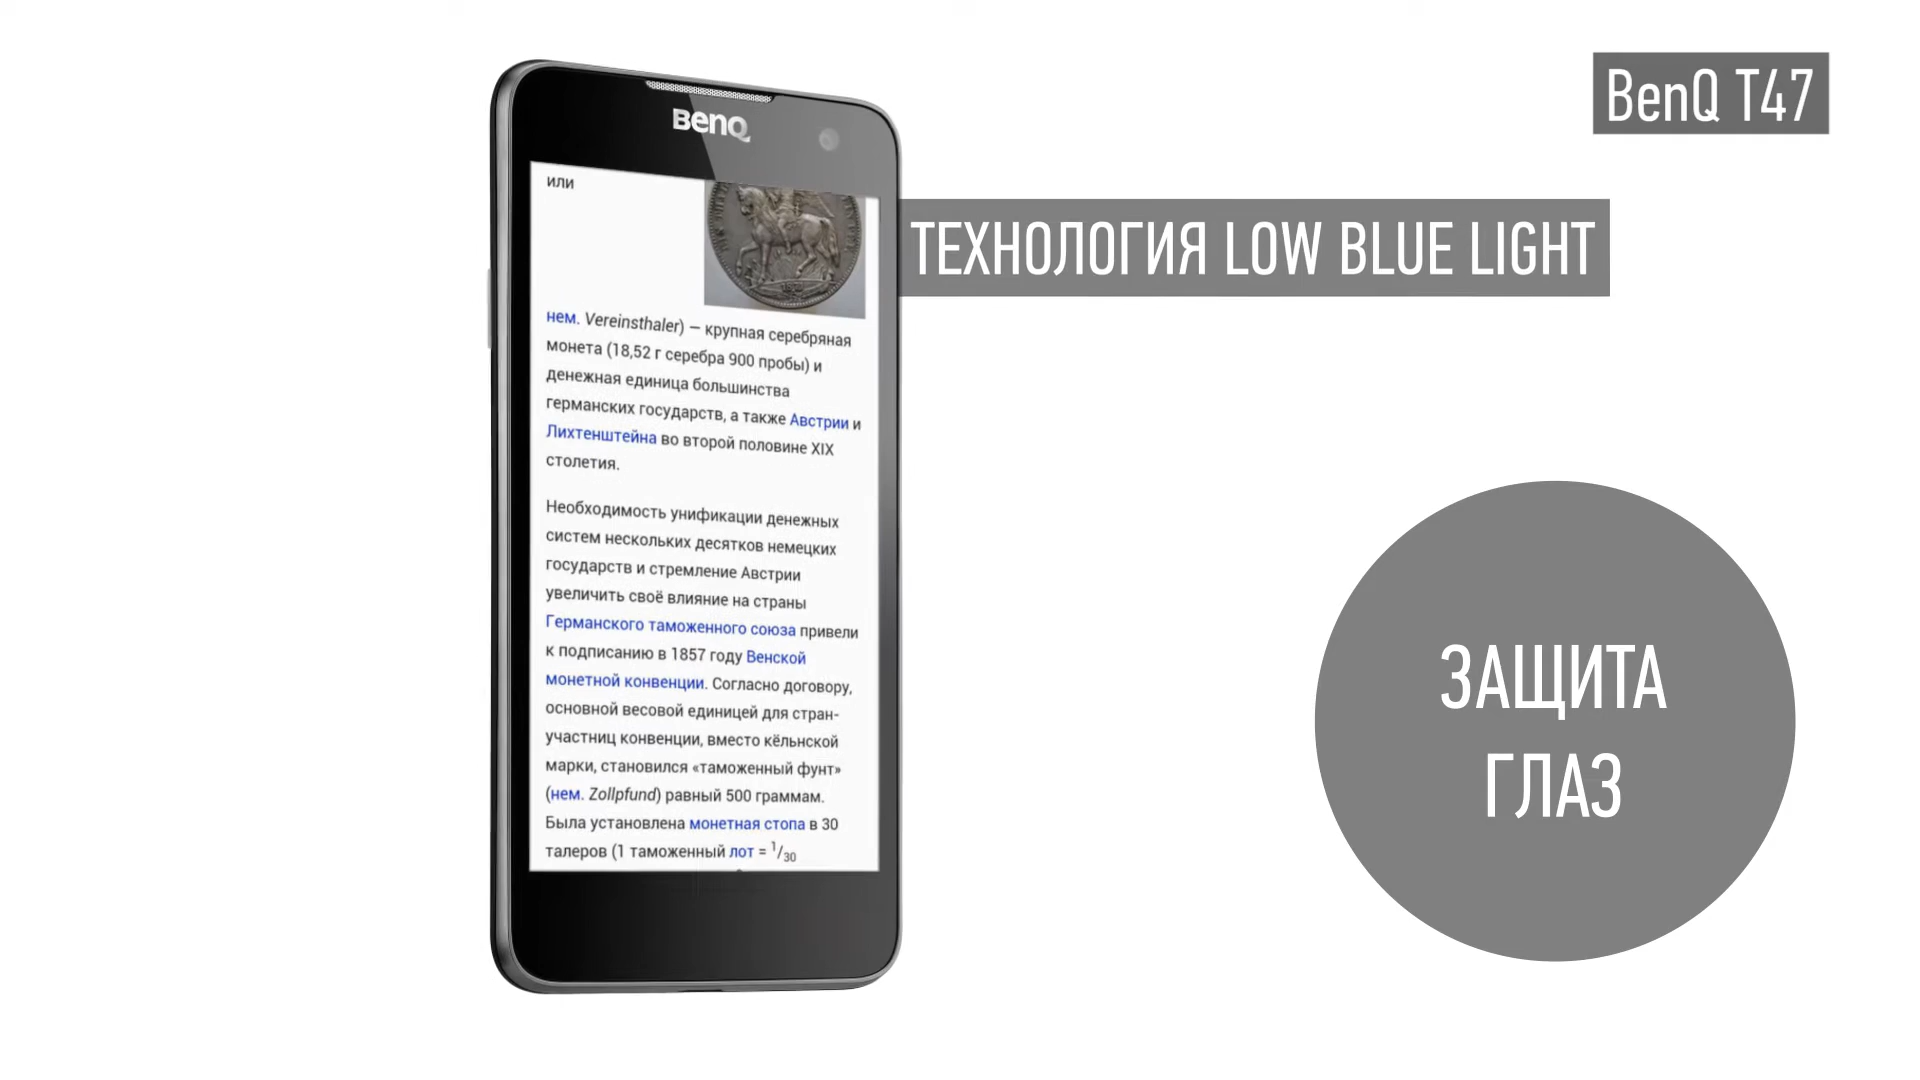 BenQ T47
BenQ
ТЕХНОЛОГИЯ LOW BLUE LIGHT
или
нем. Vereinsthaler) — крупная серебряная
монета (18,52 г серебра 900 пробы) и
денежная единица большинства
германских государств, а также Австрии и
Лихтенштейна во второй половине XIX
столетия.
Необходимость унификации денежных
систем нескольких десятков немецких
государств и стремление Австрии
увеличить своё влияние на страны
Германского таможенного союза привели
к подписанию в 1857 году Венской
монетной конвенции. Согласно договору,
основной весовой единицей для стран-
участниц конвенции, вместо кёльнской
марки, становился «таможенный фунт»
(нем. Zollpfund) равный 500 граммам.
Была установлена монетная стопа в 30
талеров (1 таможенный лот = 1/30
ЗАЩИТА
ГЛАЗ